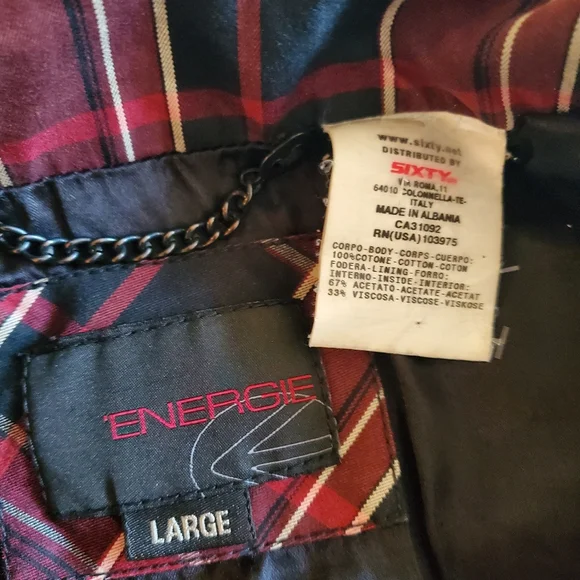 www.sixty.net
DISTRIBUTED BY
SIXTY
VIA ROMA,11
64010 COLONNELLA-TE-
ITALY
MADE IN ALBANIA
CA31092
RN(USA)103975
CORPO-BODY-CORPS-CUERPO:
100%COTONE-COTTON-COTON
FODERA-LINING-FORRO:
INTERNO-INSIDE-INTERIOR:
67% ACETATO-ACETATE-ACETAT
33% VISCOSA-VISCOSE-VISKOSE
'ENERGIE
LARGE